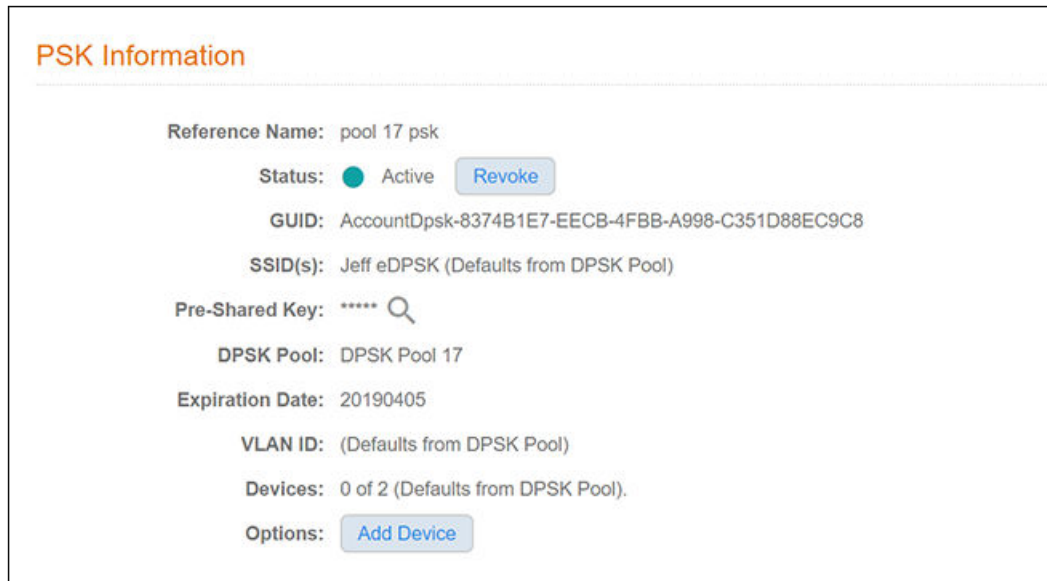 PSK Information
Reference Name: pool 17 psk
Status: Active Revoke
GUID: AccountDpsk-8374B1E7-EECB-4FBB-A998-C351D88EC9C8
SSID(s): Jeff eDPSK (Defaults from DPSK Pool)
Pre-Shared Key: *****
DPSK Pool: DPSK Pool 17
Expiration Date: 20190405
VLAN ID: (Defaults from DPSK Pool)
Devices: 0 of 2 (Defaults from DPSK Pool).
Options: Add Device